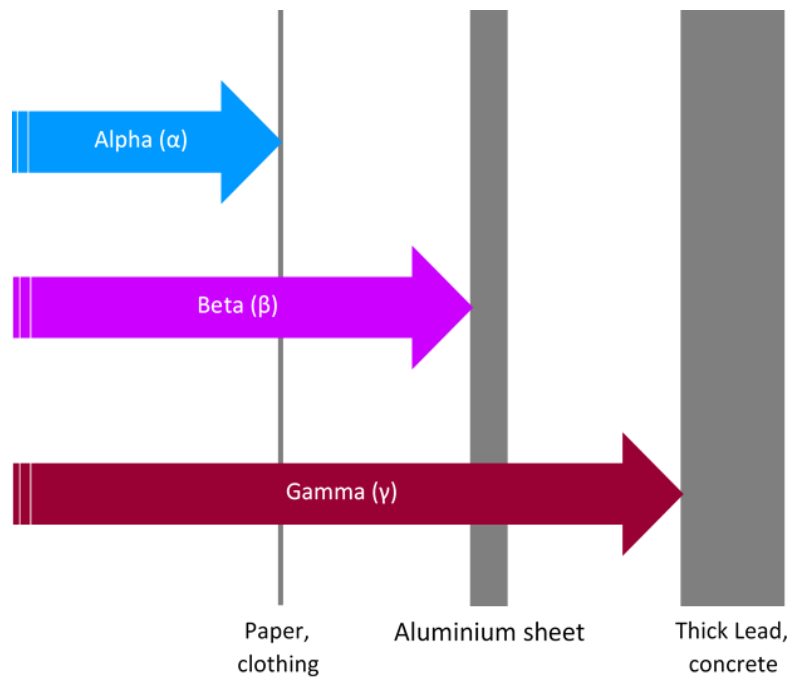 Alpha (α)
Beta (β)
Gamma (γ)
Paper,
clothing
Aluminium sheet
Thick Lead,
concrete